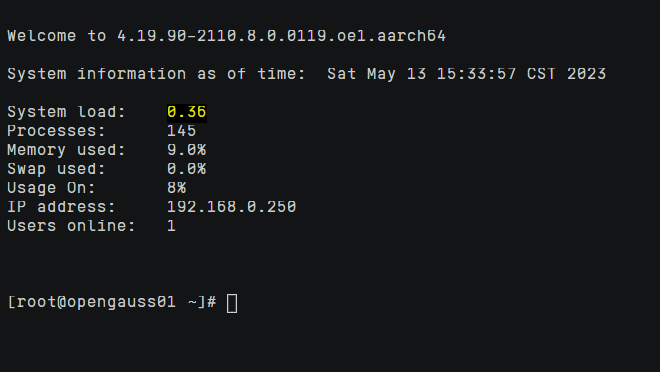 Welcome to 4.19.90-2110.8.0.0119.oe1.aarch64
System information as of time:  Sat May 13 15:33:57 CST 2023
System load:    0.36
Processes:      145
Memory used:    9.0%
Swap used:      0.0%
Usage On:       8%
IP address:     192.168.0.250
Users online:   1
[root@opengauss01 ~]#